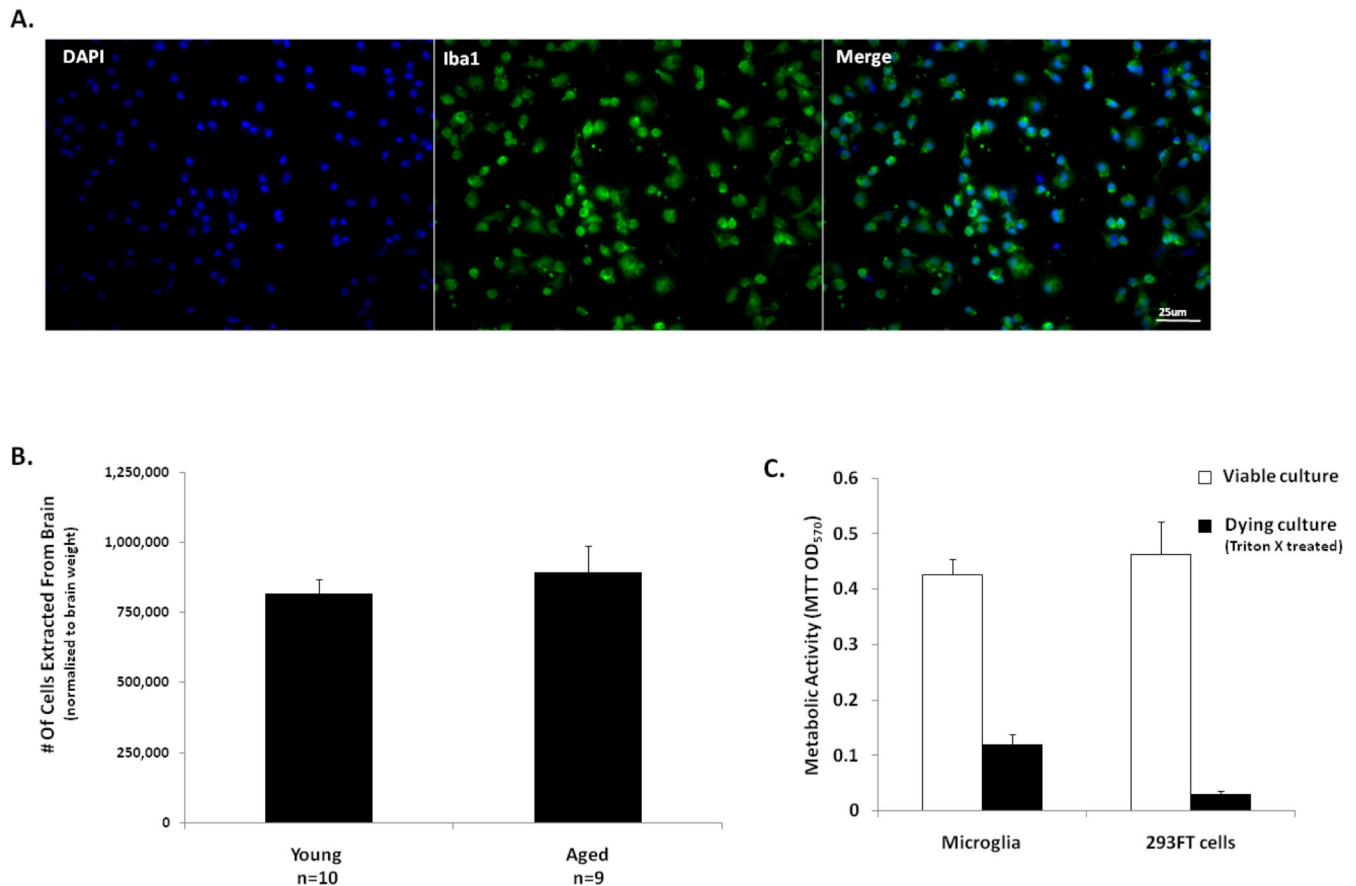 A.
DAPI
Iba1
Merge
25um
B.
# Of Cells Extracted From Brain
(normalized to brain weight)
1,250,000
1,000,000
750,000
500,000
250,000
0
Young
n=10
Aged
n=9
C.
Metabolic Activity (MTT OD570)
0.6
0.5
0.4
0.3
0.2
0.1
0
Microglia
293FT cells
Viable culture
Dying culture
(Triton X treated)